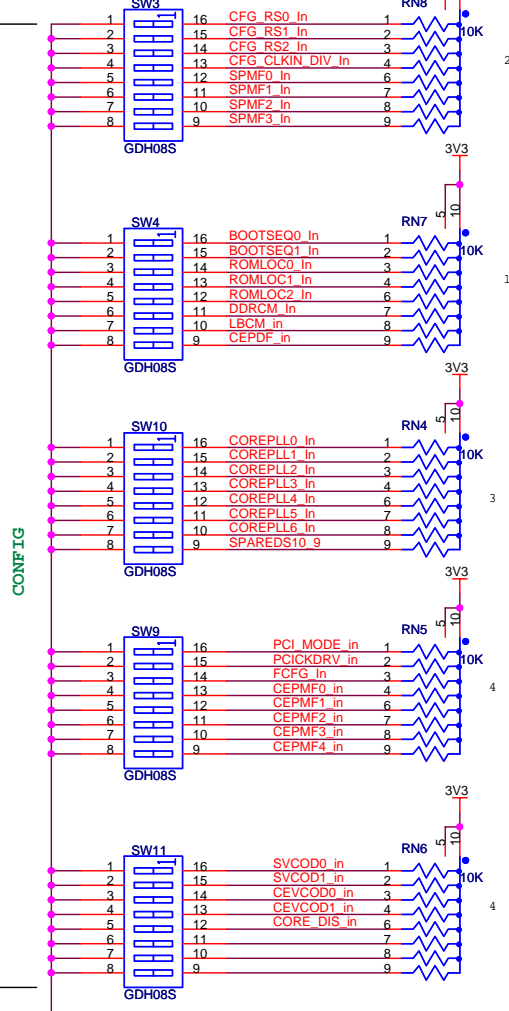 SW3 RN8
1 16 CFG_RS0_In 1 10K
2 15 CFG_RS1_In 2
3 14 CFG_RS2_In 3 2
4 13 CFG_CLKIN_DIV_In 4
5 12 SPMF0_In 6
6 11 SPMF1_In 7
7 10 SPMF2_In 8
8 9 SPMF3_In 9
GDH08S 3V3
5 10
SW4 RN7
1 16 BOOTSEQ0_In 1 10K
2 15 BOOTSEQ1_In 2
3 14 ROMLOC0_In 3 1
4 13 ROMLOC1_In 4
5 12 ROMLOC2_In 6
6 11 DDRCM_In 7
7 10 LBCM_in 8
8 9 CEPDF_in 9
GDH08S 3V3
5 10
SW10 RN4
1 16 COREPLL0_In 1 10K
2 15 COREPLL1_In 2
3 14 COREPLL2_In 3
4 13 COREPLL3_In 4 3
5 12 COREPLL4_In 6
6 11 COREPLL5_In 7
7 10 COREPLL6_In 8
8 9 SPAREDS10_9 9
CONFIG
GDH08S 3V3
5 10
SW9 RN5
1 16 PCI_MODE_in 1 10K
2 15 PCICKDRV_in 2
3 14 FCFG_In 3 4
4 13 CEPMF0_in 4
5 12 CEPMF1_in 6
6 11 CEPMF2_in 7
7 10 CEPMF3_in 8
8 9 CEPMF4_in 9
GDH08S 3V3
5 10
SW11 RN6
1 16 SVCOD0_in 1 10K
2 15 SVCOD1_in 2
3 14 CEVCOD0_in 3
4 13 CEVCOD1_in 4 4
5 12 CORE_DIS_in 6
6 11 7
7 10 8
8 9 9
GDH08S